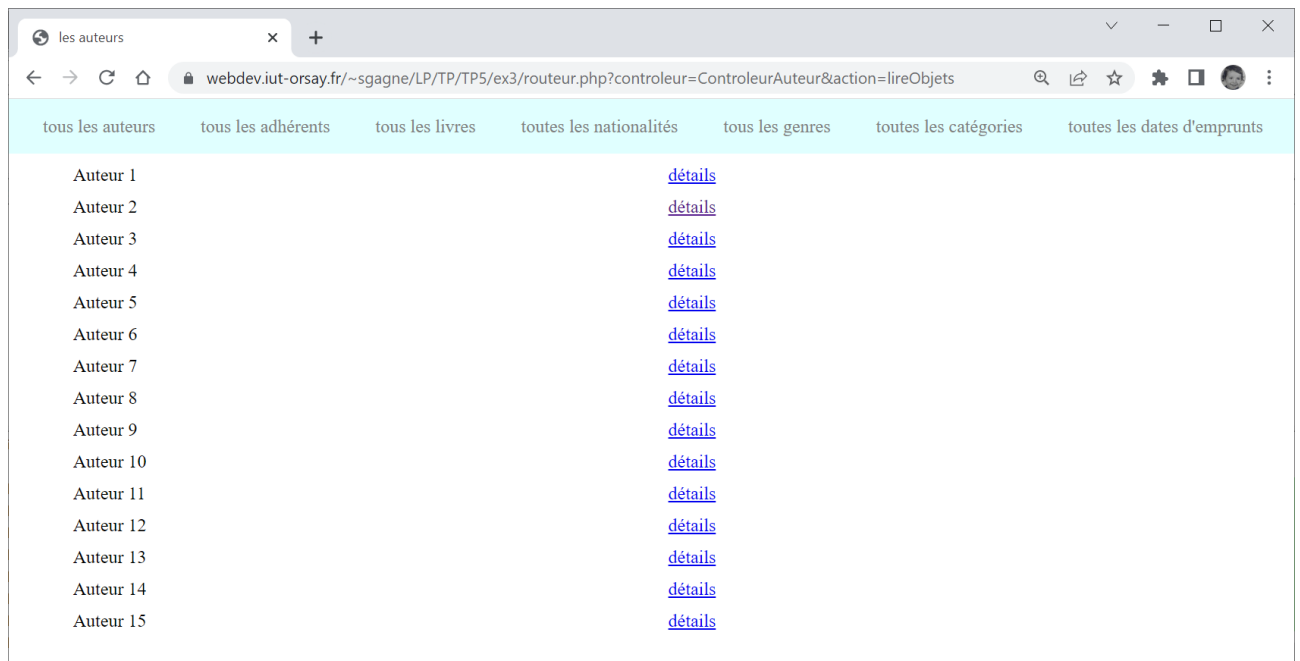 les auteurs
webdev.iut-orsay.fr/~sgagne/LP/TP/TP5/ex3/routeur.php?controleur=ControleurAuteur&action=lireObjets
tous les auteurs tous les adhérents tous les livres toutes les nationalités tous les genres toutes les catégories toutes les dates d'emprunts
Auteur 1 détails
Auteur 2 détails
Auteur 3 détails
Auteur 4 détails
Auteur 5 détails
Auteur 6 détails
Auteur 7 détails
Auteur 8 détails
Auteur 9 détails
Auteur 10 détails
Auteur 11 détails
Auteur 12 détails
Auteur 13 détails
Auteur 14 détails
Auteur 15 détails